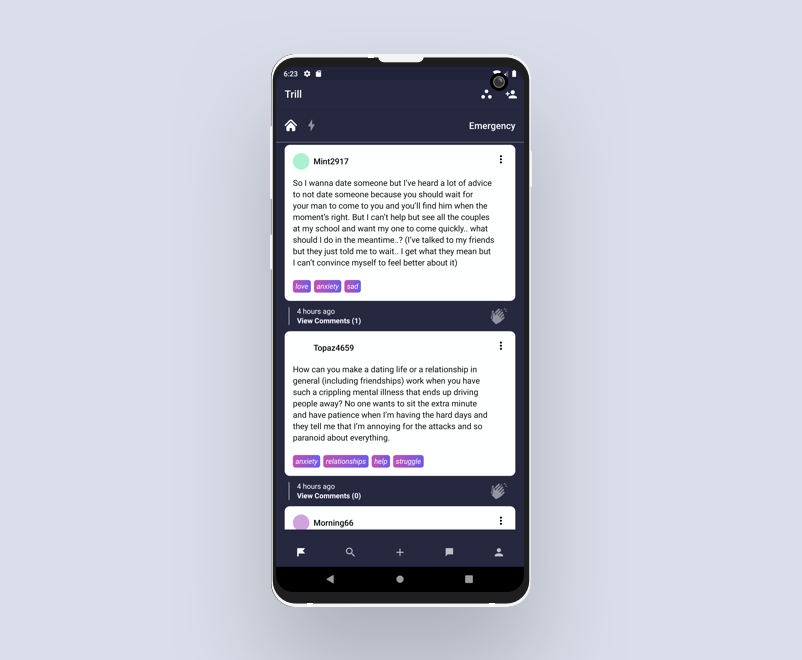 6:23
Trill
Emergency
Mint2917
So I wanna date someone but I've heard a lot of advice
to not date someone because you should wait for
your man to come to you and you'll find him when the
moment's right. But I can't help but see all the couples
at my school and want my one to come quickly.. what
should I do in the meantime..? (I've talked to my friends
but they just told me to wait.. I get what they mean but
I can't convince myself to feel better about it)
love anxiety sad
4 hours ago
View Comments (1)
Topaz4659
How can you make a dating life or a relationship in
general (including friendships) work when you have
such a crippling mental illness that ends up driving
people away? No one wants to sit the extra minute
and have patience when I'm having the hard days and
they tell me that I'm annoying for the attacks and so
paranoid about everything.
anxiety relationships help struggle
4 hours ago
View Comments (0)
Morning66